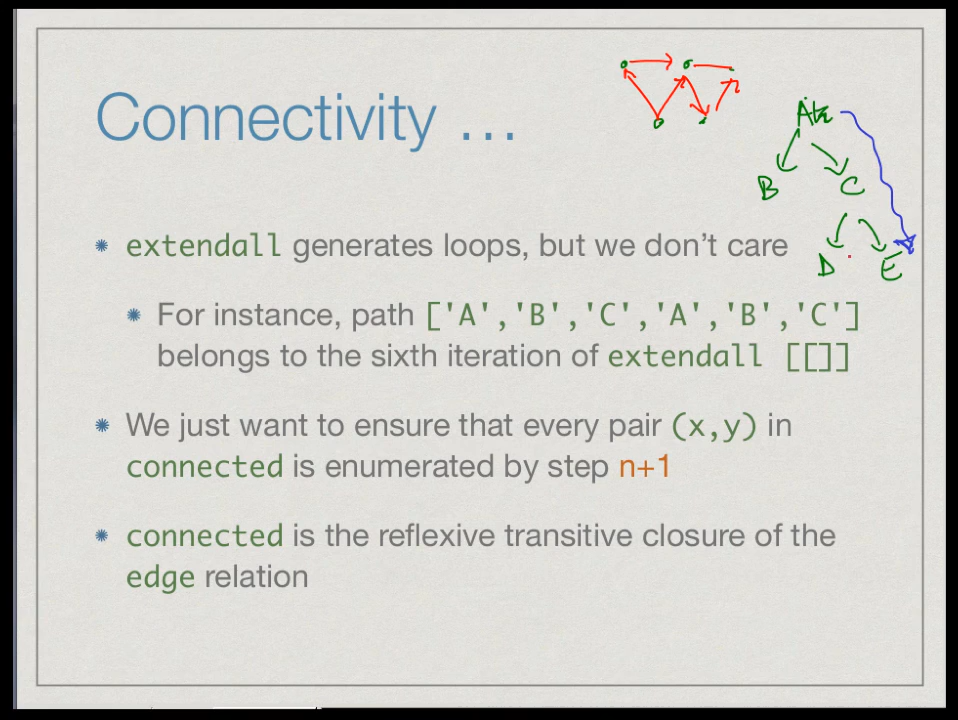 Connectivity ...
extendall generates loops, but we don't care
For instance, path ['A','B','C','A','B','C']
belongs to the sixth iteration of extendall [[]]
We just want to ensure that every pair (x,y) in
connected is enumerated by step n+1
connected is the reflexive transitive closure of the
edge relation
B
C
D
E